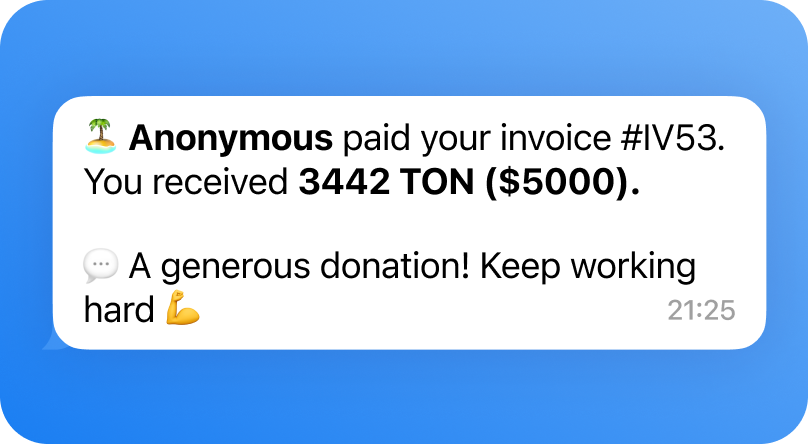 🏝 Anonymous paid your invoice #IV53.
You received 3442 TON ($5000).
💬 A generous donation! Keep working
hard 💪
21:25